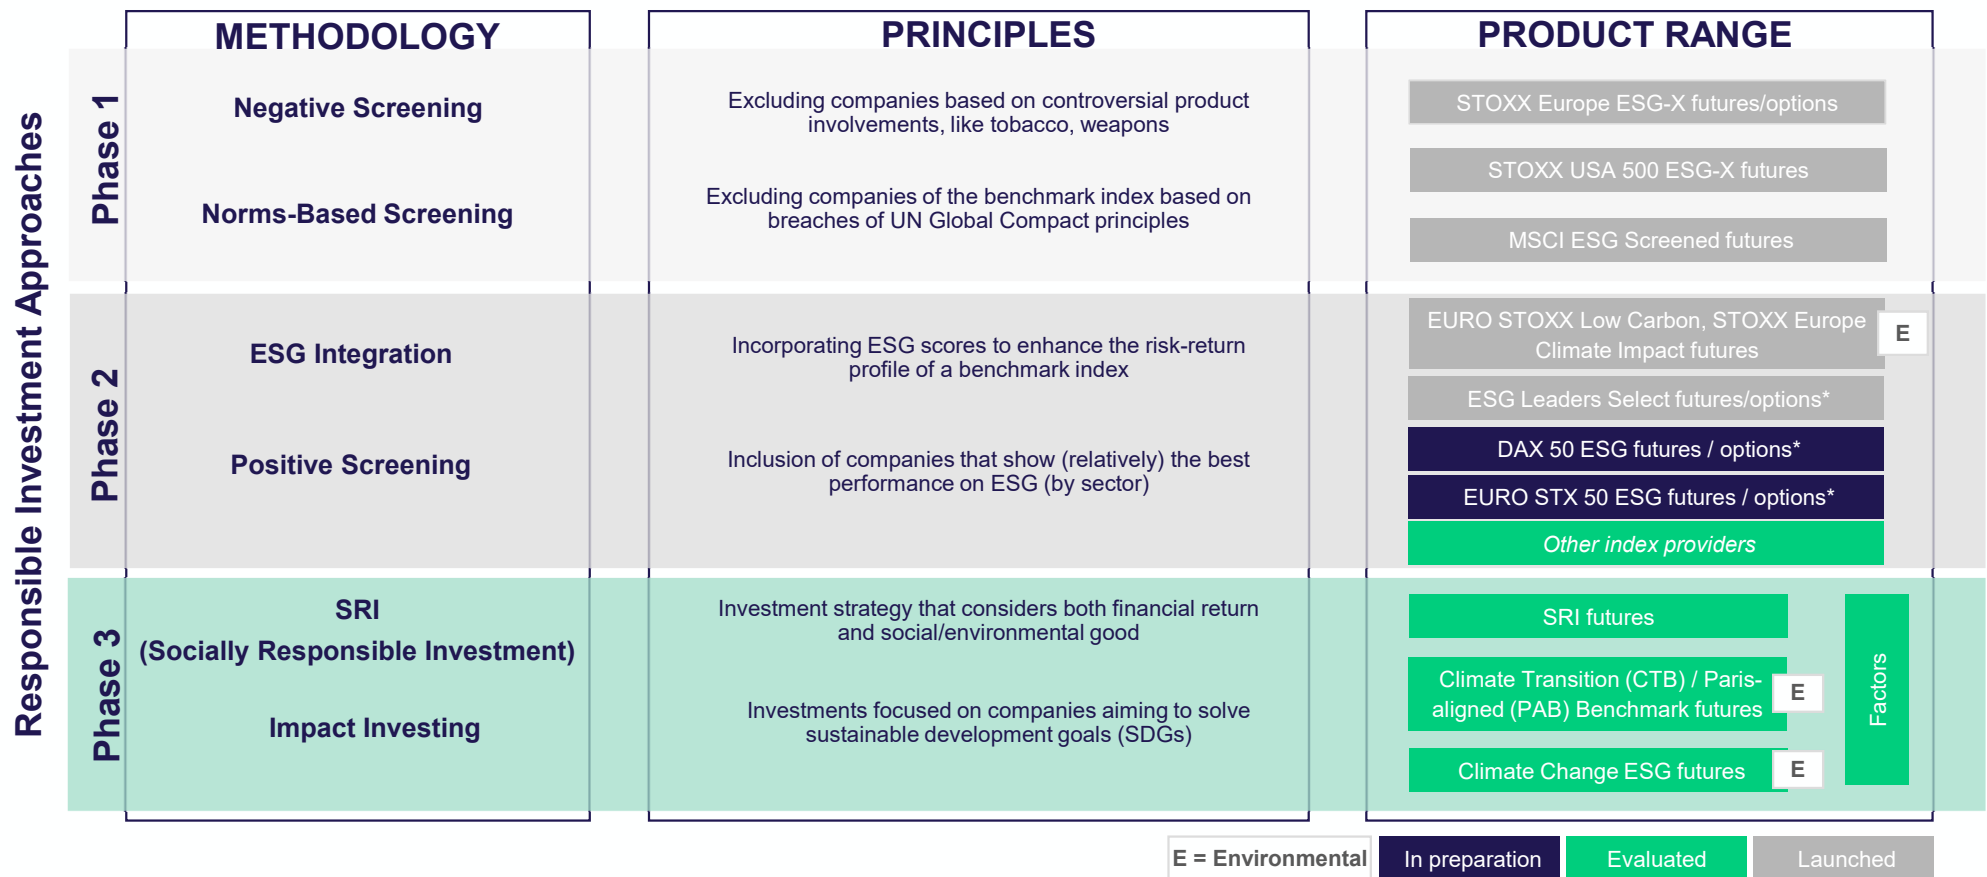 METHODOLOGY
PRINCIPLES
PRODUCT RANGE
Responsible Investment Approaches
Phase 1
Negative Screening
Excluding companies based on controversial product
involvements, like tobacco, weapons
STOXX Europe ESG-X futures/options
STOXX USA 500 ESG-X futures
Norms-Based Screening
Excluding companies of the benchmark index based on
breaches of UN Global Compact principles
MSCI ESG Screened futures
Phase 2
ESG Integration
Incorporating ESG scores to enhance the risk-return
profile of a benchmark index
EURO STOXX Low Carbon, STOXX Europe
Climate Impact futures
E
ESG Leaders Select futures/options*
Positive Screening
Inclusion of companies that show (relatively) the best
performance on ESG (by sector)
DAX 50 ESG futures / options*
EURO STX 50 ESG futures / options*
Other index providers
Phase 3
SRI
(Socially Responsible Investment)
Investment strategy that considers both financial return
and social/environmental good
SRI futures
Impact Investing
Investments focused on companies aiming to solve
sustainable development goals (SDGs)
Climate Transition (CTB) / Paris-
aligned (PAB) Benchmark futures
E
Climate Change ESG futures
E
Factors
E = Environmental
In preparation
Evaluated
Launched